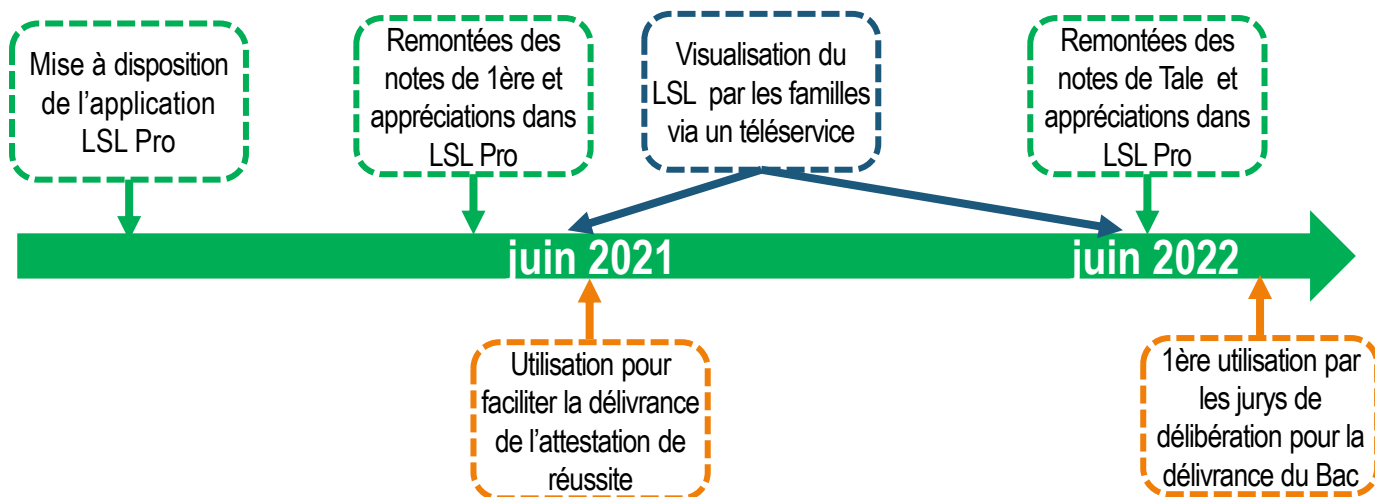 Mise à disposition
de l'application
LSL Pro
Remontées des
notes de 1ère et
appréciations dans
LSL Pro
Visualisation du
LSL par les familles
via un téléservice
Remontées des
notes de Tale et
appréciations dans
LSL Pro
juin 2021
juin 2022
Utilisation pour
faciliter la délivrance
de l'attestation de
réussite
1ère utilisation par
les jurys de
délibération pour la
délivrance du Bac